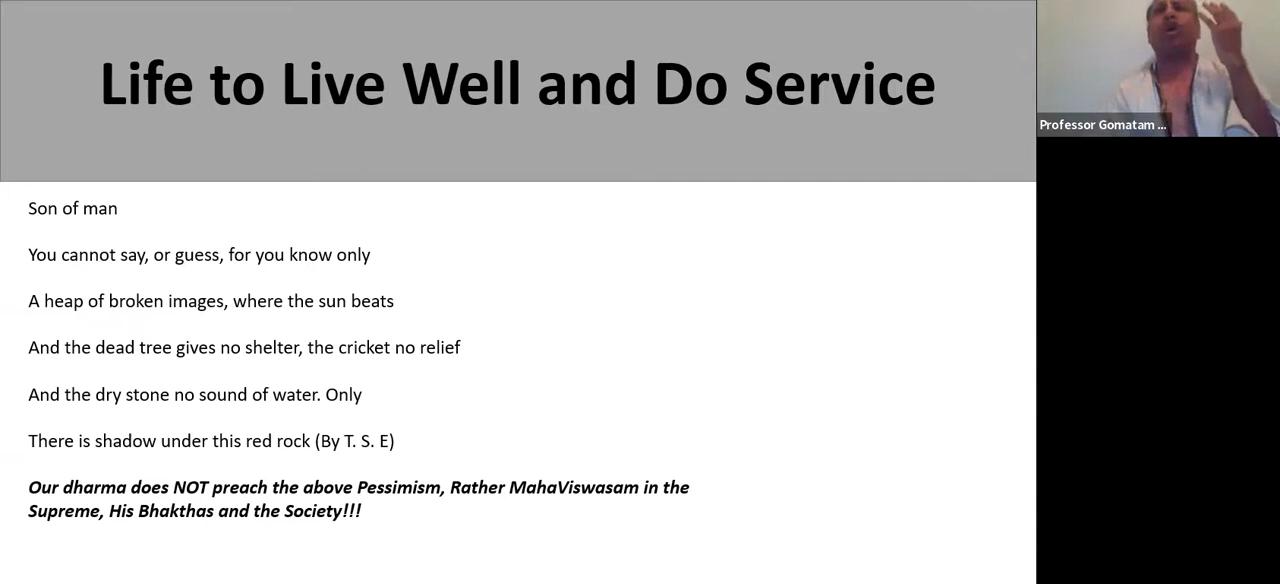 Life to Live Well and Do Service
Professor Gomatam ...
Son of man
You cannot say, or guess, for you know only
A heap of broken images, where the sun beats
And the dead tree gives no shelter, the cricket no relief
And the dry stone no sound of water. Only
There is shadow under this red rock (By T. S. E)
Our dharma does NOT preach the above Pessimism, Rather MahaViswasam in the
Supreme, His Bhakthas and the Society!!!